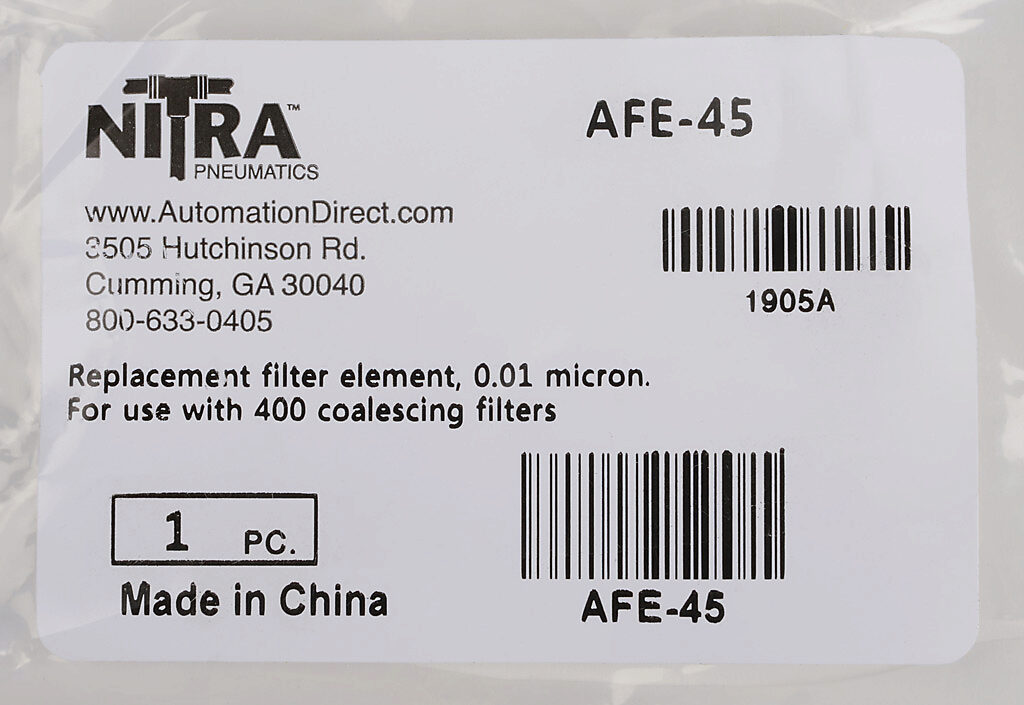 NITRA™
PNEUMATICS
www.AutomationDirect.com
3505 Hutchinson Rd.
Cumming, GA 30040
800-633-0405
AFE-45
1905A
Replacement filter element, 0.01 micron.
For use with 400 coalescing filters
1 PC.
Made in China
AFE-45